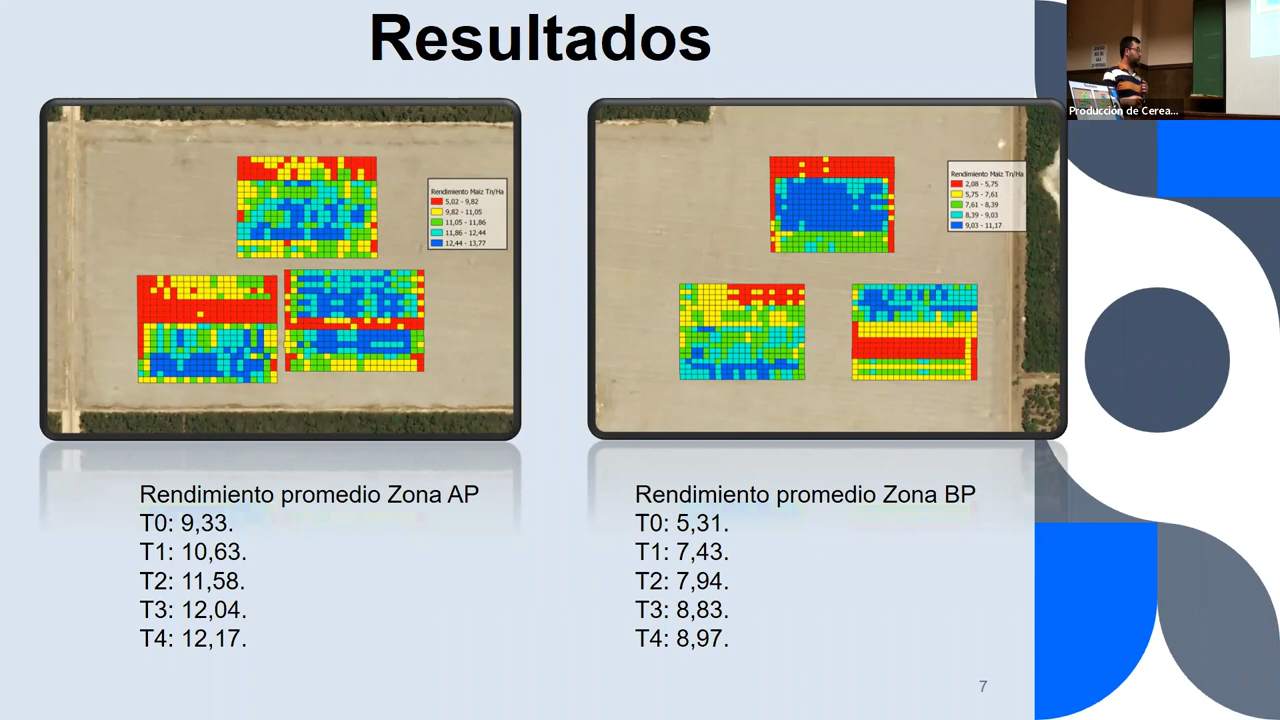 Resultados
Producción de Cerea...
Rendimiento Maiz Tn/Ha
5,02 - 9,82
9,82 - 11,05
11,05 - 11,86
11,86 - 12,44
12,44 - 13,77
Rendimiento Maiz Tn/Ha
2,08 - 5,75
5,75 - 7,61
7,61 - 8,39
8,39 - 9,03
9,03 - 11,17
Rendimiento promedio Zona AP
T0: 9,33.
T1: 10,63.
T2: 11,58.
T3: 12,04.
T4: 12,17.
Rendimiento promedio Zona BP
T0: 5,31.
T1: 7,43.
T2: 7,94.
T3: 8,83.
T4: 8,97.
7